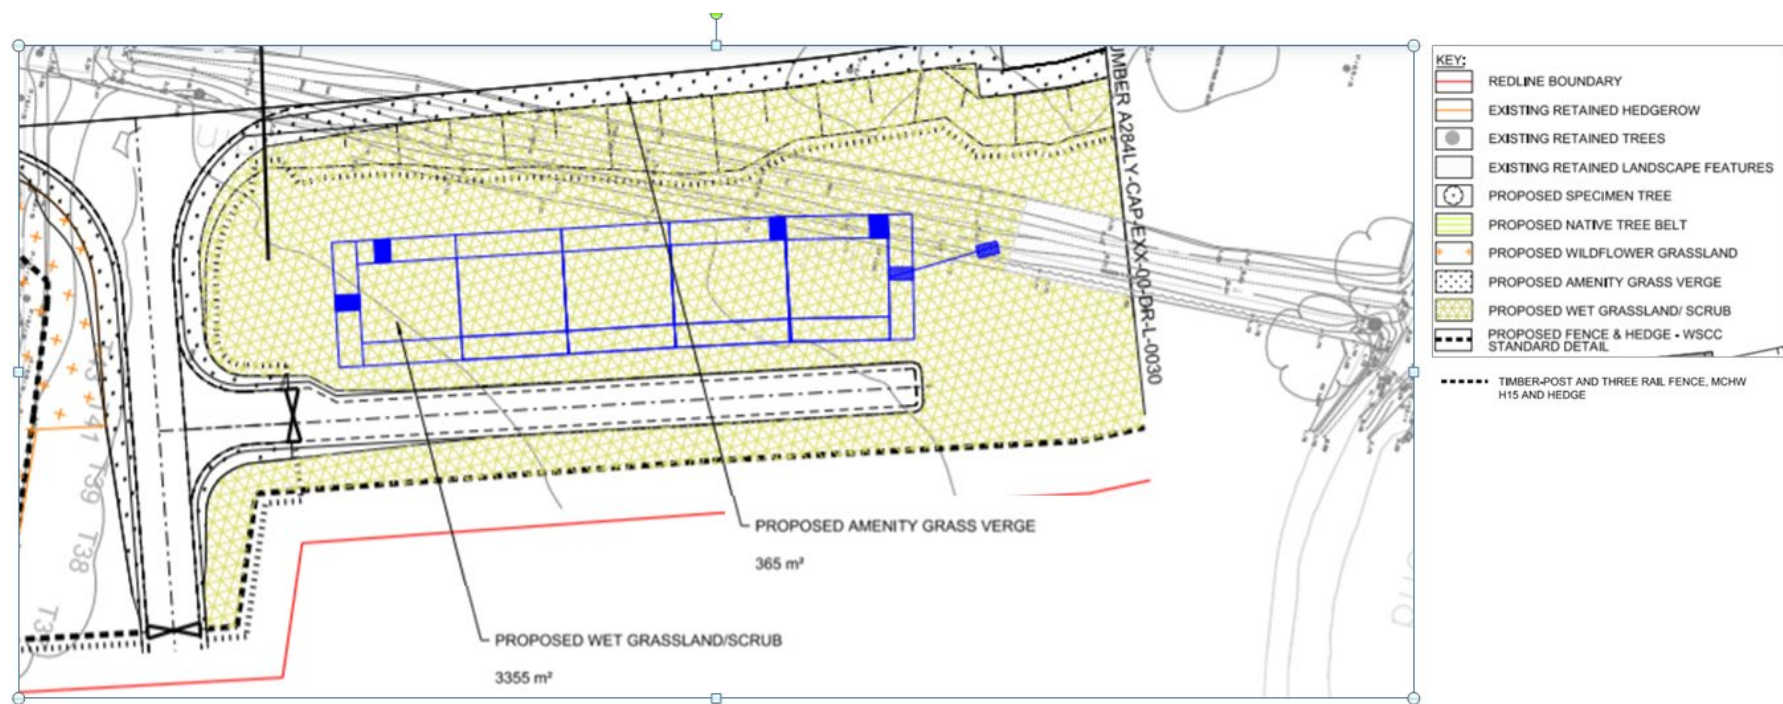 KEY:
REDLINE BOUNDARY
EXISTING RETAINED HEDGEROW
EXISTING RETAINED TREES
EXISTING RETAINED LANDSCAPE FEATURES
PROPOSED SPECIMEN TREE
PROPOSED NATIVE TREE BELT
PROPOSED WILDFLOWER GRASSLAND
PROPOSED AMENITY GRASS VERGE
PROPOSED WET GRASSLAND/ SCRUB
PROPOSED FENCE & HEDGE - WSCC
STANDARD DETAIL
TIMBER-POST AND THREE RAIL FENCE, MCHW
H15 AND HEDGE
UMBER A284LY-CAP-EXX-00-DR-L-0030
T41
T39
T38
PROPOSED AMENITY GRASS VERGE
365 m²
PROPOSED WET GRASSLAND/SCRUB
3355 m²